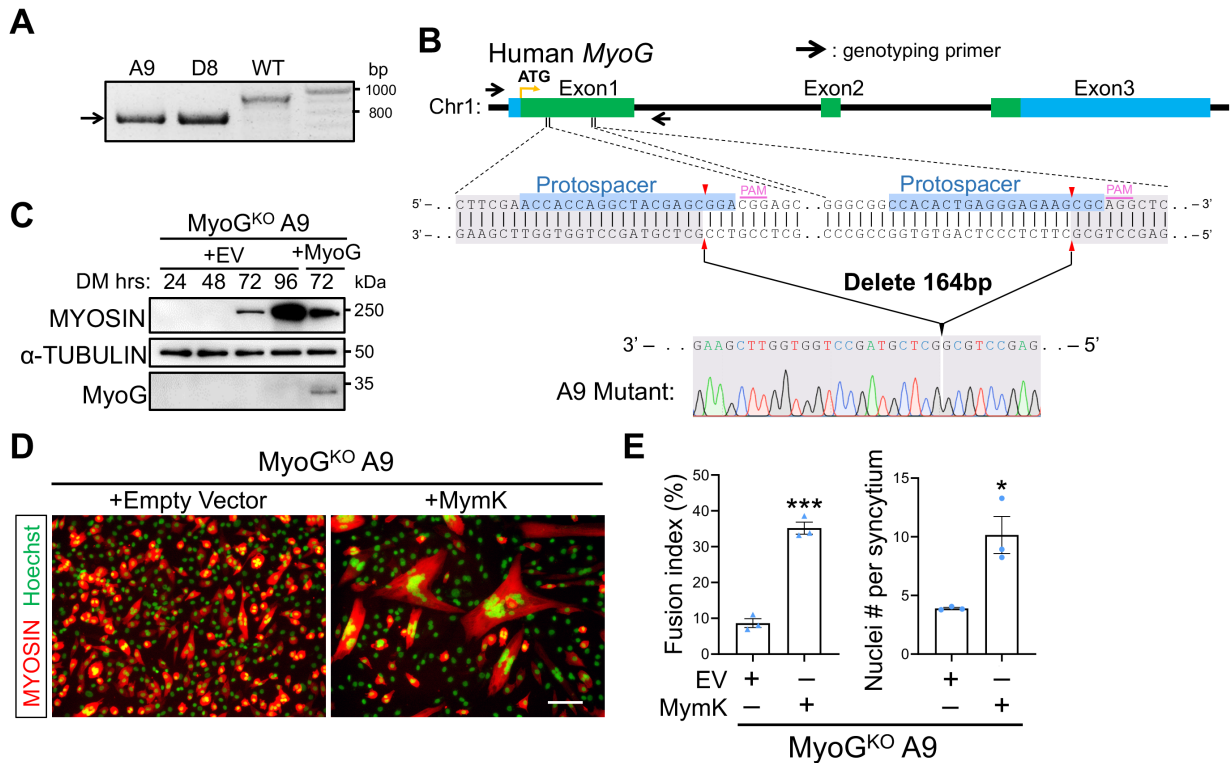 A
A9 D8 WT bp
1000
800
B
Human MyoG
: genotyping primer
ATG
Chr1:
Exon1 Exon2 Exon3
Protospacer PAM Protospacer PAM
5' – ..CTTCGAACCACCAGGCTACGAGCGGACGGAGC..GGGCGGCCACACTGAGGGAGAAGCGCAGGCTC.. – 3'
3' – ..GAAGCTTGGTGGTCCGATGCTCGCCTGCCTCG..CCCGCCGGTGTGACTCCCTCTTCGCGTCCGAG.. – 5'
Delete 164bp
3' – ..GAAGCTTGGTGGTCCGATGCTCGGCGTCCGAG..– 5'
A9 Mutant:
C
MyoGKO A9
+EV +MyoG
DM hrs: 24 48 72 96 72 kDa
MYOSIN 250
α-TUBULIN 50
MyoG 35
D
MyoGKO A9
+Empty Vector +MymK
MYOSIN Hoechst
E
Fusion index (%)
50
40
30
20
10
0
***
Nuclei # per syncytium
15
10
5
0
*
EV + – + –
MymK – + – +
MyoGKO A9